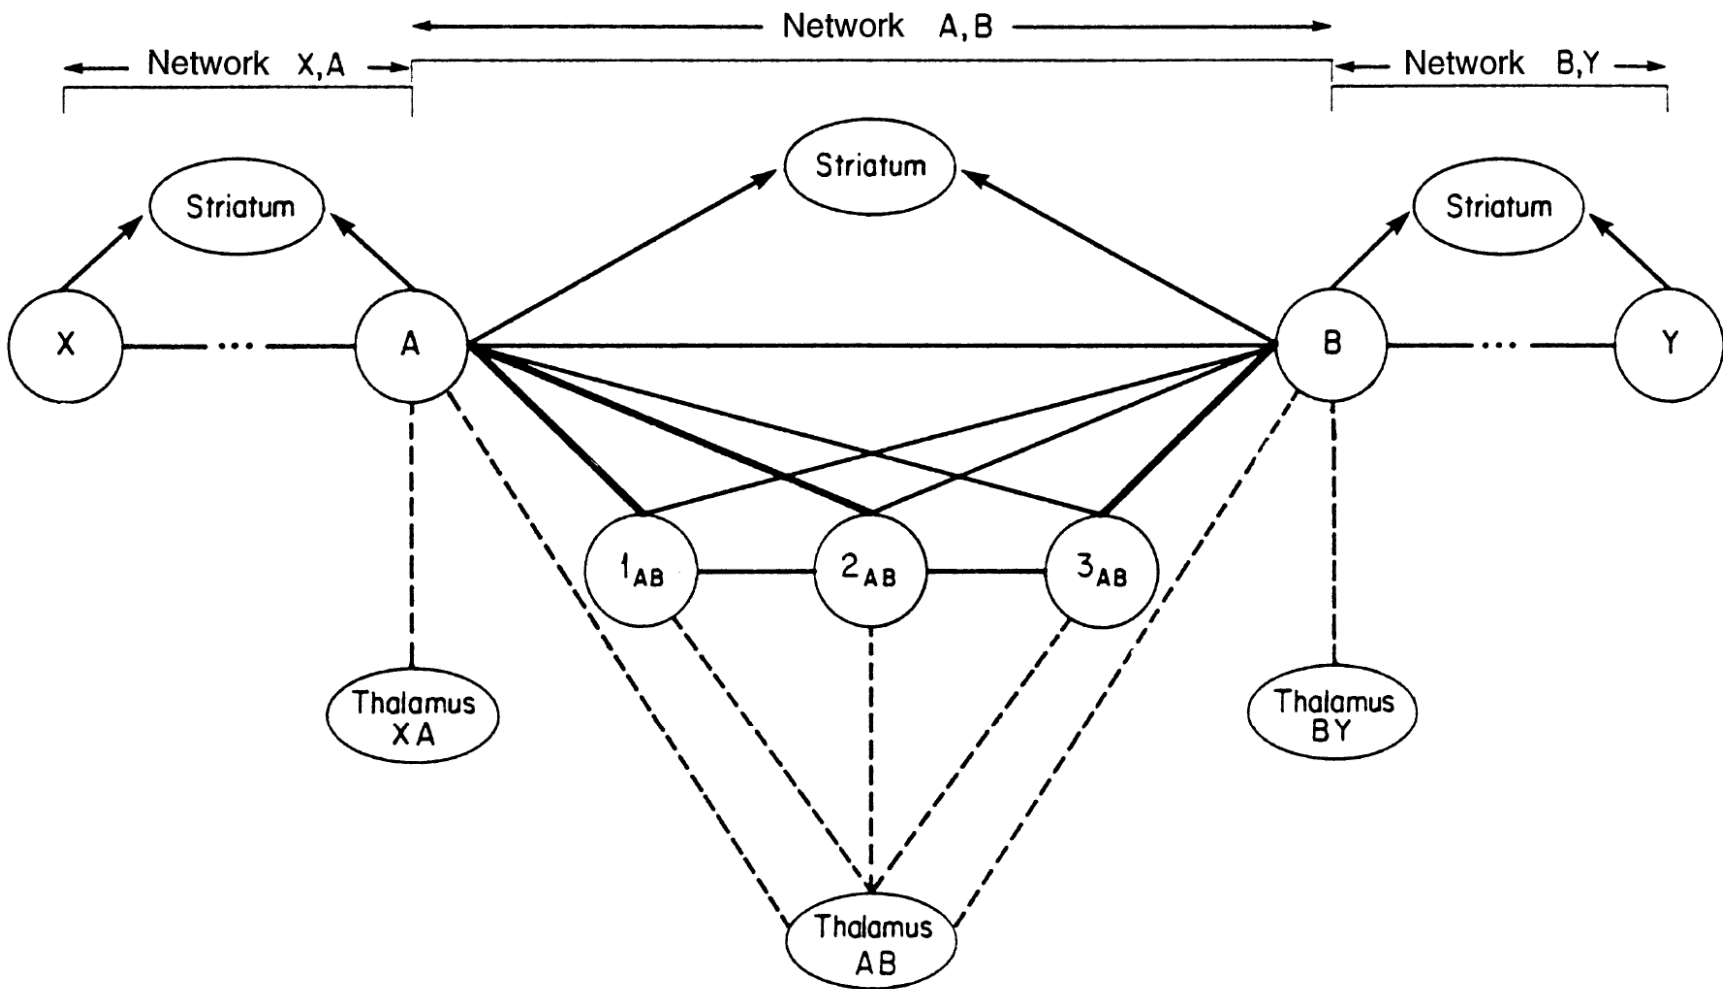 Network A,B
Network X,A
Network B,Y
Striatum
Striatum
Striatum
X
...
A
B
...
Y
1AB
2AB
3AB
Thalamus
XA
Thalamus
BY
Thalamus
AB